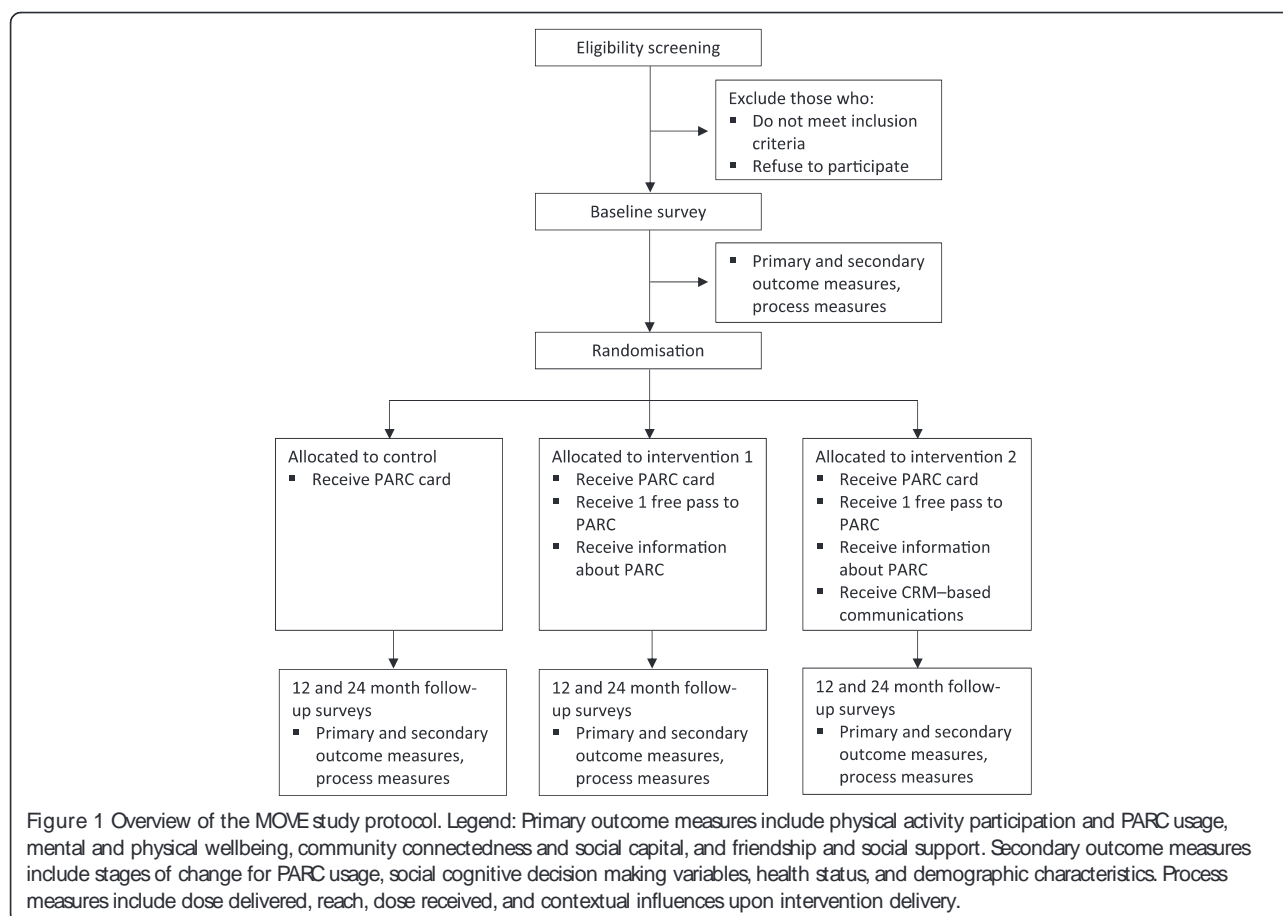 Eligibility screening
Exclude those who:
▪ Do not meet inclusion
criteria
▪ Refuse to participate
Baseline survey
▪ Primary and secondary
outcome measures,
process measures
Randomisation
Allocated to control
▪ Receive PARC card
Allocated to intervention 1
▪ Receive PARC card
▪ Receive 1 free pass to
PARC
▪ Receive information
about PARC
Allocated to intervention 2
▪ Receive PARC card
▪ Receive 1 free pass to
PARC
▪ Receive information
about PARC
▪ Receive CRM–based
communications
12 and 24 month follow-
up surveys
▪ Primary and secondary
outcome measures,
process measures
12 and 24 month follow-
up surveys
▪ Primary and secondary
outcome measures,
process measures
12 and 24 month follow-
up surveys
▪ Primary and secondary
outcome measures,
process measures
Figure 1 Overview of the MOVE study protocol. Legend: Primary outcome measures include physical activity participation and PARC usage,
mental and physical wellbeing, community connectedness and social capital, and friendship and social support. Secondary outcome measures
include stages of change for PARC usage, social cognitive decision making variables, health status, and demographic characteristics. Process
measures include dose delivered, reach, dose received, and contextual influences upon intervention delivery.